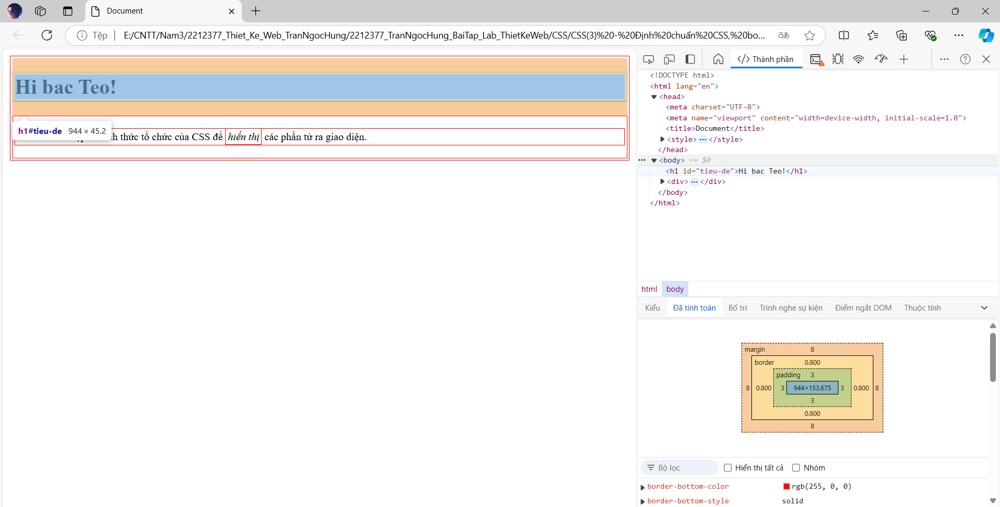 Document
Tệp
E:/CNTT/Nam3/2212377_Thiet_Ke_Web_TranNgocHung/2212377_TranNgocHung_BaiTap_Lab_ThietKeWeb/CSS/CSS(3)%20-%20Định%20chuẩn%20CSS,%20bo...
aあ
Hi bac Teo!
h1#tieu-de 944 × 45.2
thức tổ chức của CSS để hiển thị các phần tử ra giao diện.
Thành phần
<!DOCTYPE html>
<html lang="en">
<head>
<meta charset="UTF-8">
<meta name="viewport" content="width=device-width, initial-scale=1.0">
<title>Document</title>
<style>…</style>
</head>
<body> == $0
<h1 id="tieu-de">Hi bac Teo!</h1>
<div>…</div>
</body>
</html>
html body
Kiểu Đã tính toán Bố trí Trình nghe sự kiện Điểm ngắt DOM Thuộc tính
margin 8
border 0.800
padding 3
8 0.800 3 944×153.675 3 0.800 8
3
0.800
8
Bộ lọc Hiển thị tất cả Nhóm
border-bottom-color rgb(255, 0, 0)
border-bottom-style solid